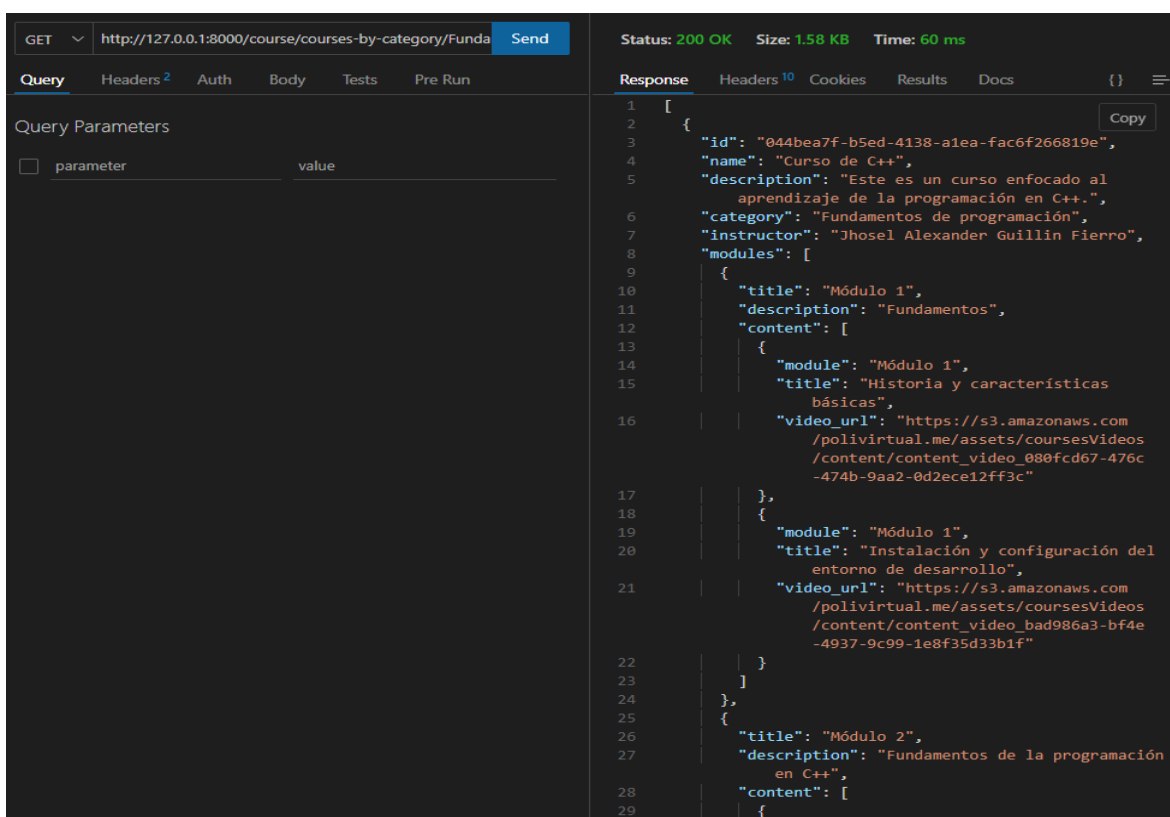 GET http://127.0.0.1:8000/course/courses-by-category/Funda Send
Query Headers 2 Auth Body Tests Pre Run
Query Parameters
parameter value
Status: 200 OK Size: 1.58 KB Time: 60 ms
Response Headers 10 Cookies Results Docs {}
Copy
1 [
2 {
3 "id": "044bea7f-b5ed-4138-a1ea-fac6f266819e",
4 "name": "Curso de C++",
5 "description": "Este es un curso enfocado al
aprendizaje de la programación en C++.",
6 "category": "Fundamentos de programación",
7 "instructor": "Jhosel Alexander Guillin Fierro",
8 "modules": [
9 {
10 "title": "Módulo 1",
11 "description": "Fundamentos",
12 "content": [
13 {
14 "module": "Módulo 1",
15 "title": "Historia y características
básicas",
16 "video_url": "https://s3.amazonaws.com
/polivirtual.me/assets/coursesVideos
/content/content_video_080fcd67-476c
-474b-9aa2-0d2ece12ff3c"
17 },
18 {
19 "module": "Módulo 1",
20 "title": "Instalación y configuración del
entorno de desarrollo",
21 "video_url": "https://s3.amazonaws.com
/polivirtual.me/assets/coursesVideos
/content/content_video_bad986a3-bf4e
-4937-9c99-1e8f35d33b1f"
22 }
23 ]
24 },
25 {
26 "title": "Módulo 2",
27 "description": "Fundamentos de la programación
en C++",
28 "content": [
29 {